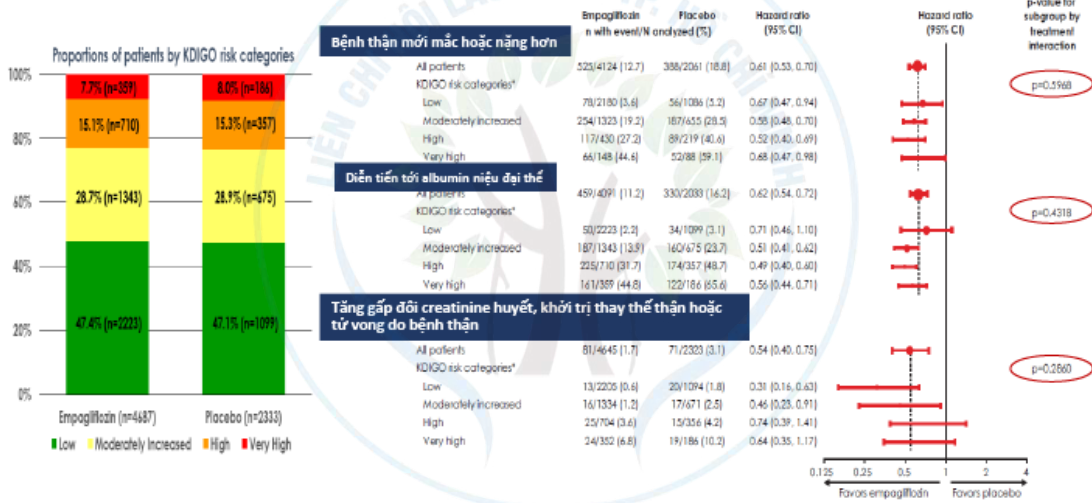 Proportions of patients by KDIGO risk categories
100%
80%
60%
40%
20%
0%
7.7% (n=359)
8.0% (n=186)
15.1% (n=710)
15.3% (n=357)
28.7% (n=1343)
28.9% (n=675)
47.4% (n=2223)
47.1% (n=1099)
Empagliflozin (n=4687)
Placebo (n=2333)
Low
Moderately Increased
High
Very High
Empagliflozin
Placebo
n with event/N analyzed (%)
Hazard ratio
(95% CI)
Hazard ratio
(95% CI)
p-value for
subgroup by
treatment
interaction
Bệnh thận mới mắc hoặc nặng hơn
All patients 525/4124 (12.7) 388/2061 (18.8) 0.61 (0.53, 0.70)
KDIGO risk categories*
p=0.5968
Low 78/2180 (3.6) 56/1086 (5.2) 0.67 (0.47, 0.94)
Moderately increased 254/1323 (19.2) 187/655 (28.5) 0.58 (0.48, 0.70)
High 117/430 (27.2) 89/219 (40.6) 0.52 (0.40, 0.69)
Very high 66/148 (44.6) 52/88 (59.1) 0.68 (0.47, 0.98)
Diễn tiến tới albumin niệu đại thể
All patients 459/4091 (11.2) 330/2033 (16.2) 0.62 (0.54, 0.72)
KDIGO risk categories*
p=0.4318
Low 50/2223 (2.2) 34/1099 (3.1) 0.71 (0.46, 1.10)
Moderately increased 187/1343 (13.9) 160/675 (23.7) 0.51 (0.41, 0.62)
High 225/710 (31.7) 174/357 (48.7) 0.49 (0.40, 0.60)
Very high 161/359 (44.8) 122/186 (65.6) 0.56 (0.44, 0.71)
Tăng gấp đôi creatinine huyết, khởi trị thay thế thận hoặc
tử vong do bệnh thận
All patients 81/4645 (1.7) 71/2323 (3.1) 0.54 (0.40, 0.75)
KDIGO risk categories*
p=0.2860
Low 13/2205 (0.6) 20/1094 (1.8) 0.31 (0.16, 0.63)
Moderately increased 16/1334 (1.2) 17/671 (2.5) 0.46 (0.23, 0.91)
High 25/704 (3.6) 15/356 (4.2) 0.74 (0.39, 1.41)
Very high 24/352 (6.8) 19/186 (10.2) 0.64 (0.35, 1.17)
0.125 0.25 0.5 1 2 4
Favors empagliflozin
Favors placebo